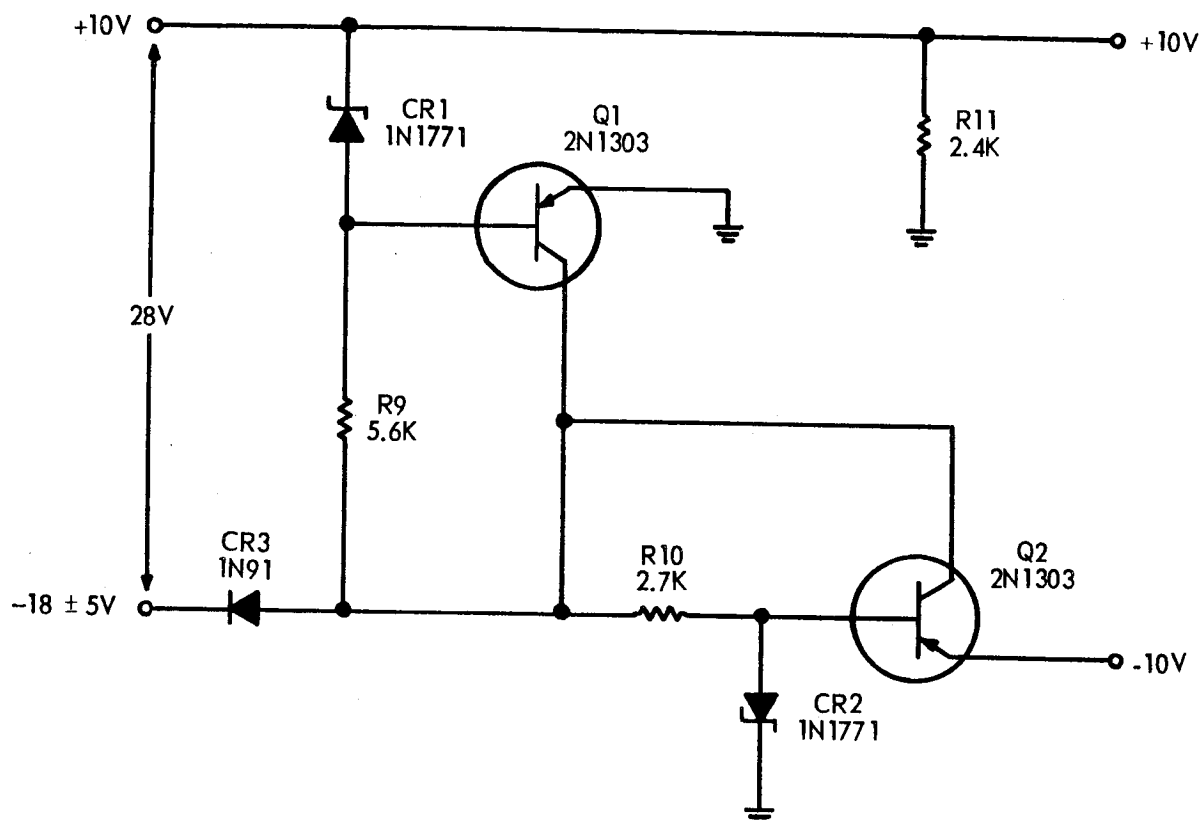 +10V
+10V
CR1
1N1771
Q1
2N1303
R11
2.4K
28V
R9
5.6K
CR3
1N91
-18 ± 5V
R10
2.7K
Q2
2N1303
-10V
CR2
1N1771